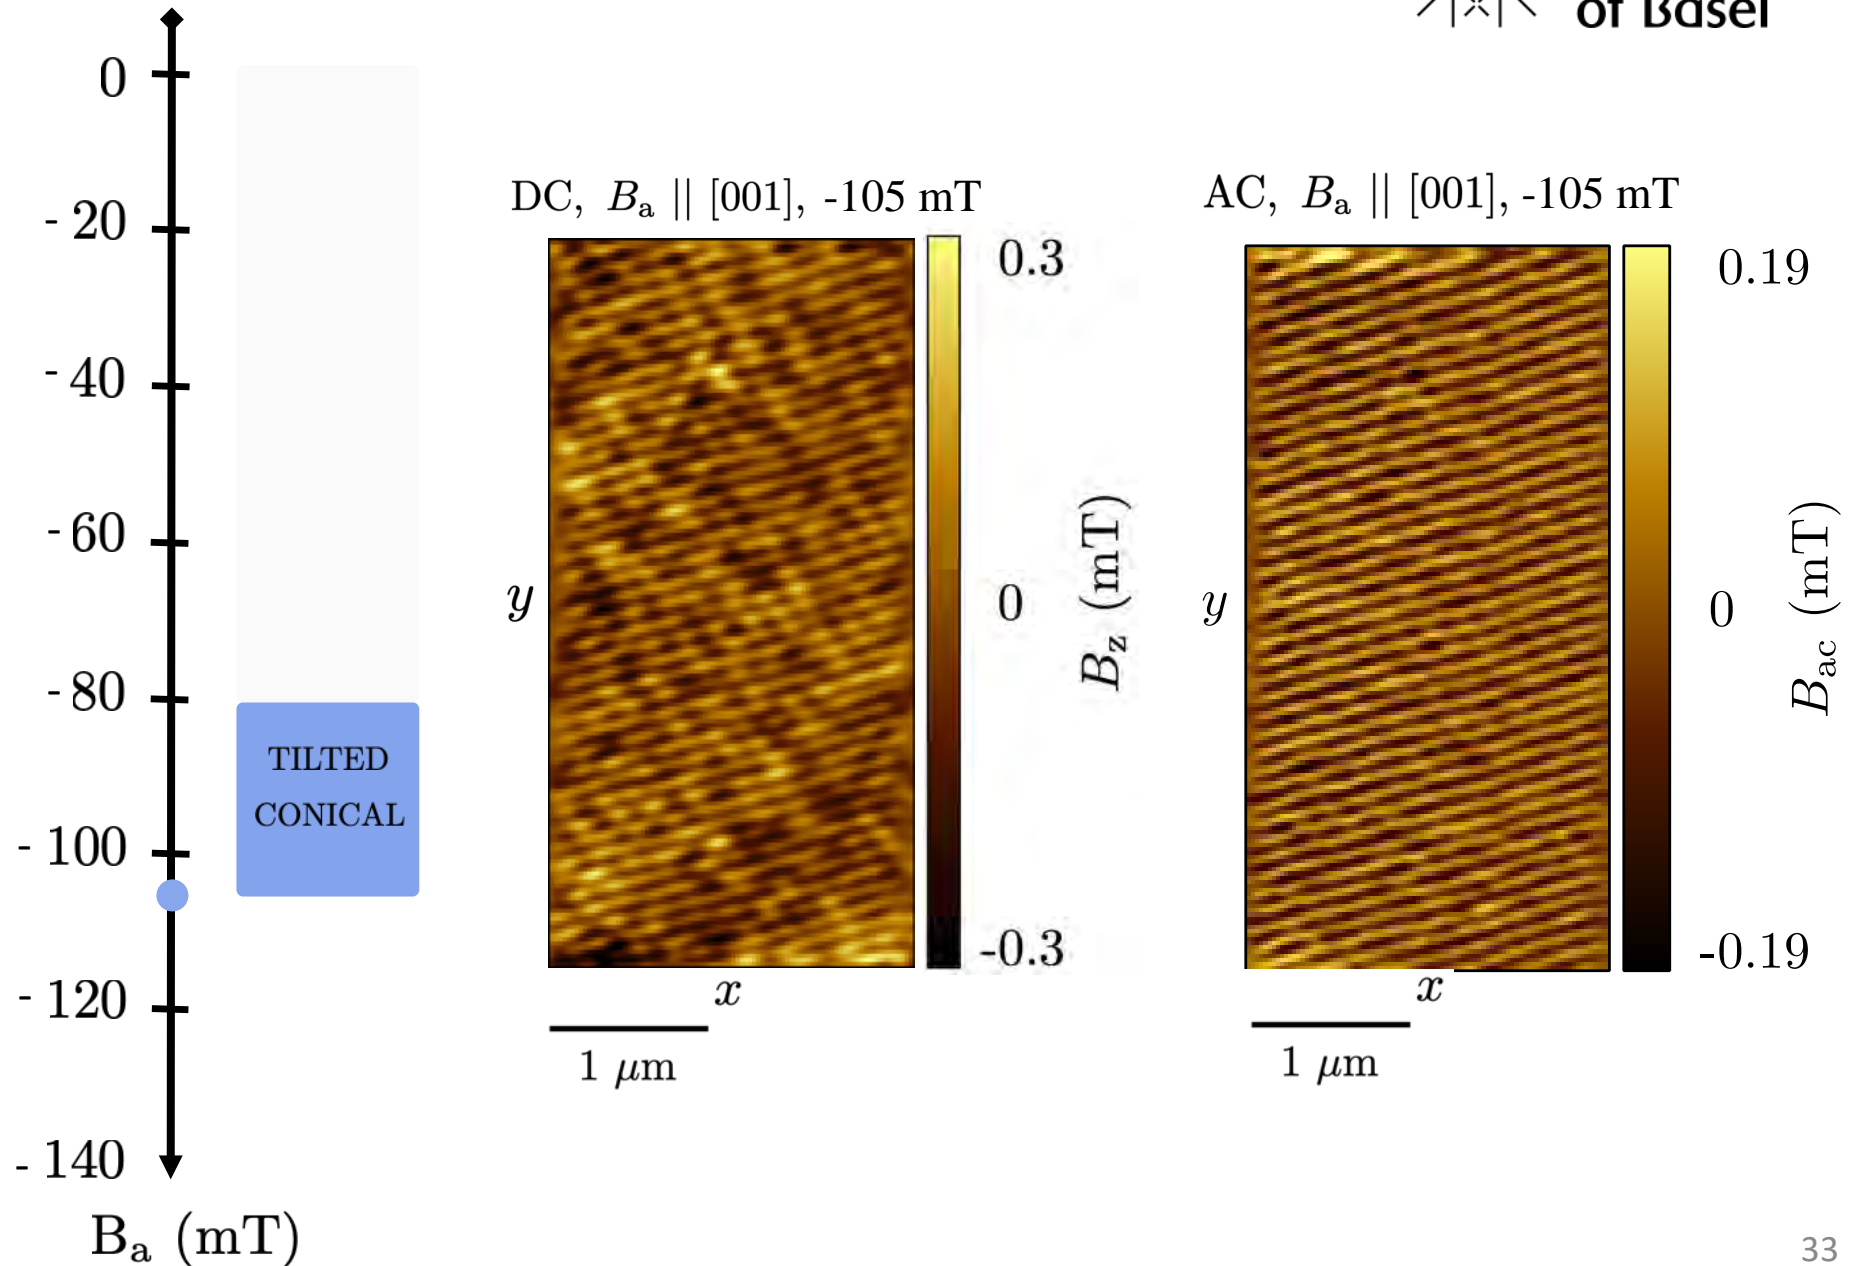 of Basel
0
- 20
- 40
- 60
- 80
- 100
- 120
- 140
Bₐ (mT)
TILTED
CONICAL
DC, Bₐ || [001], -105 mT
0.3
0
-0.3
B_z (mT)
y
x
1 μm
AC, Bₐ || [001], -105 mT
0.19
0
-0.19
B_ac (mT)
y
x
1 μm
33